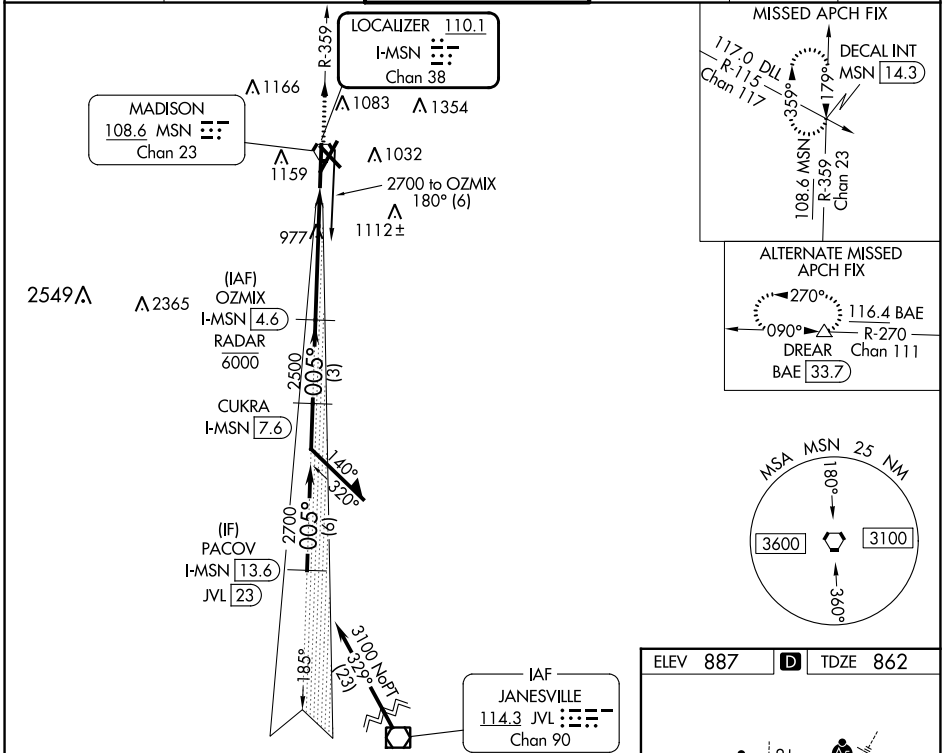 LOCALIZER 110.1
I-MSN
Chan 38
R-359
MADISON
108.6 MSN
Chan 23
1166
1083
1354
1159
1032
2700 to OZMIX
180° (6)
1112±
977
2549
2365
(IAF)
OZMIX
I-MSN 4.6
RADAR
6000
2500
005°
(3)
CUKRA
I-MSN 7.6
140°
320°
2700
005°
(6)
(IF)
PACOV
I-MSN 13.6
JVL 23
185°
3100 NoPT
329°
(23)
IAF
JANESVILLE
114.3 JVL
Chan 90
MISSED APCH FIX
117.0 DLL
R-115
Chan 117
359°
179°
DECAL INT
MSN 14.3
108.6 MSN
R-359
Chan 23
ALTERNATE MISSED
APCH FIX
270°
090°
116.4 BAE
R-270
Chan 111
DREAR
BAE 33.7
MSA MSN 25 NM
180°
3600
3100
360°
ELEV 887 D TDZE 862